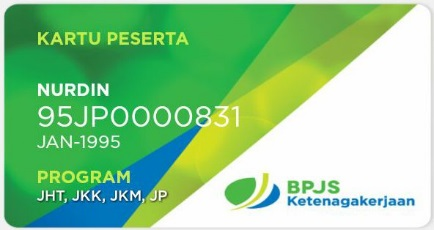 KARTU PESERTA
NURDIN
95JP0000831
JAN-1995
PROGRAM
JHT, JKK, JKM, JP
BPJS
Ketenagakerjaan